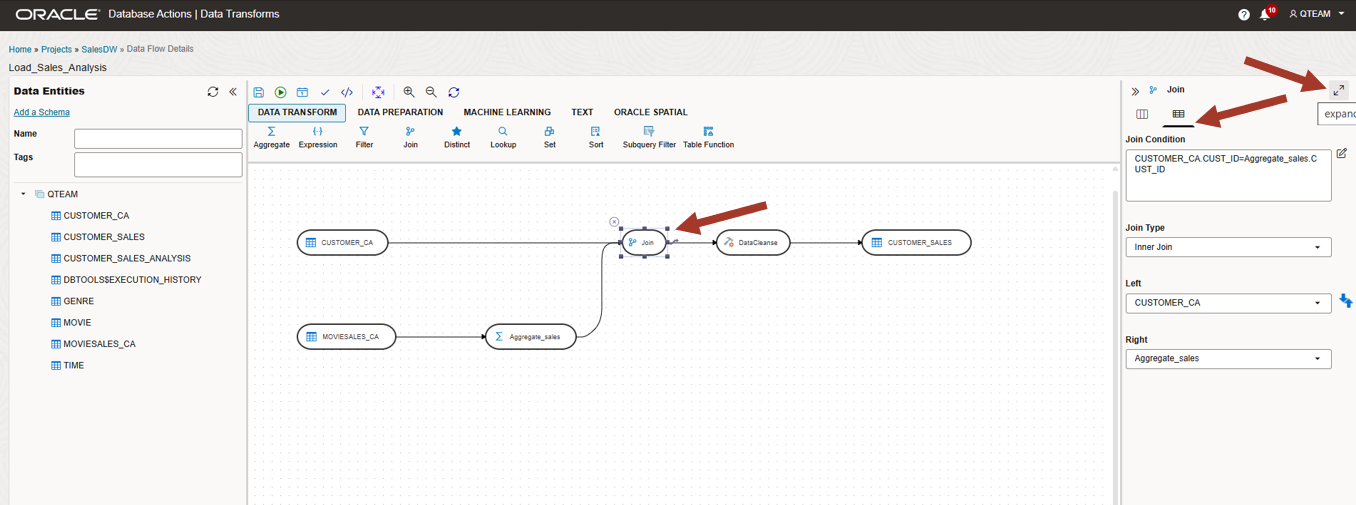 ORACLE Database Actions | Data Transforms
10
QTEAM
Home » Projects » SalesDW » Data Flow Details
Load_Sales_Analysis
Data Entities
Add a Schema
Name
Tags
QTEAM
CUSTOMER_CA
CUSTOMER_SALES
CUSTOMER_SALES_ANALYSIS
DBTOOLS$EXECUTION_HISTORY
GENRE
MOVIE
MOVIESALES_CA
TIME
DATA TRANSFORM DATA PREPARATION MACHINE LEARNING TEXT ORACLE SPATIAL
Aggregate Expression Filter Join Distinct Lookup Set Sort Subquery Filter Table Function
CUSTOMER_CA Join DataCleanse CUSTOMER_SALES
MOVIESALES_CA Aggregate_sales
Join
expand
Join Condition
CUSTOMER_CA.CUST_ID=Aggregate_sales.C
UST_ID
Join Type
Inner Join
Left
CUSTOMER_CA
Right
Aggregate_sales